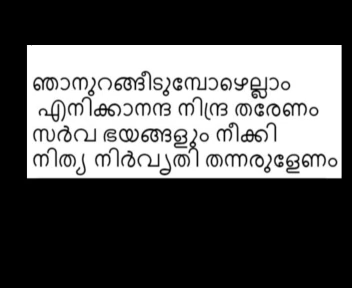 ഞാനുറങ്ങീടുമ്പോഴെല്ലാം
എനിക്കാനന്ദ നിന്ദ്ര തരേണം
സർവ ഭയങ്ങളും നീക്കി
നിത്യ നിർവൃതി തന്നരുളേണം